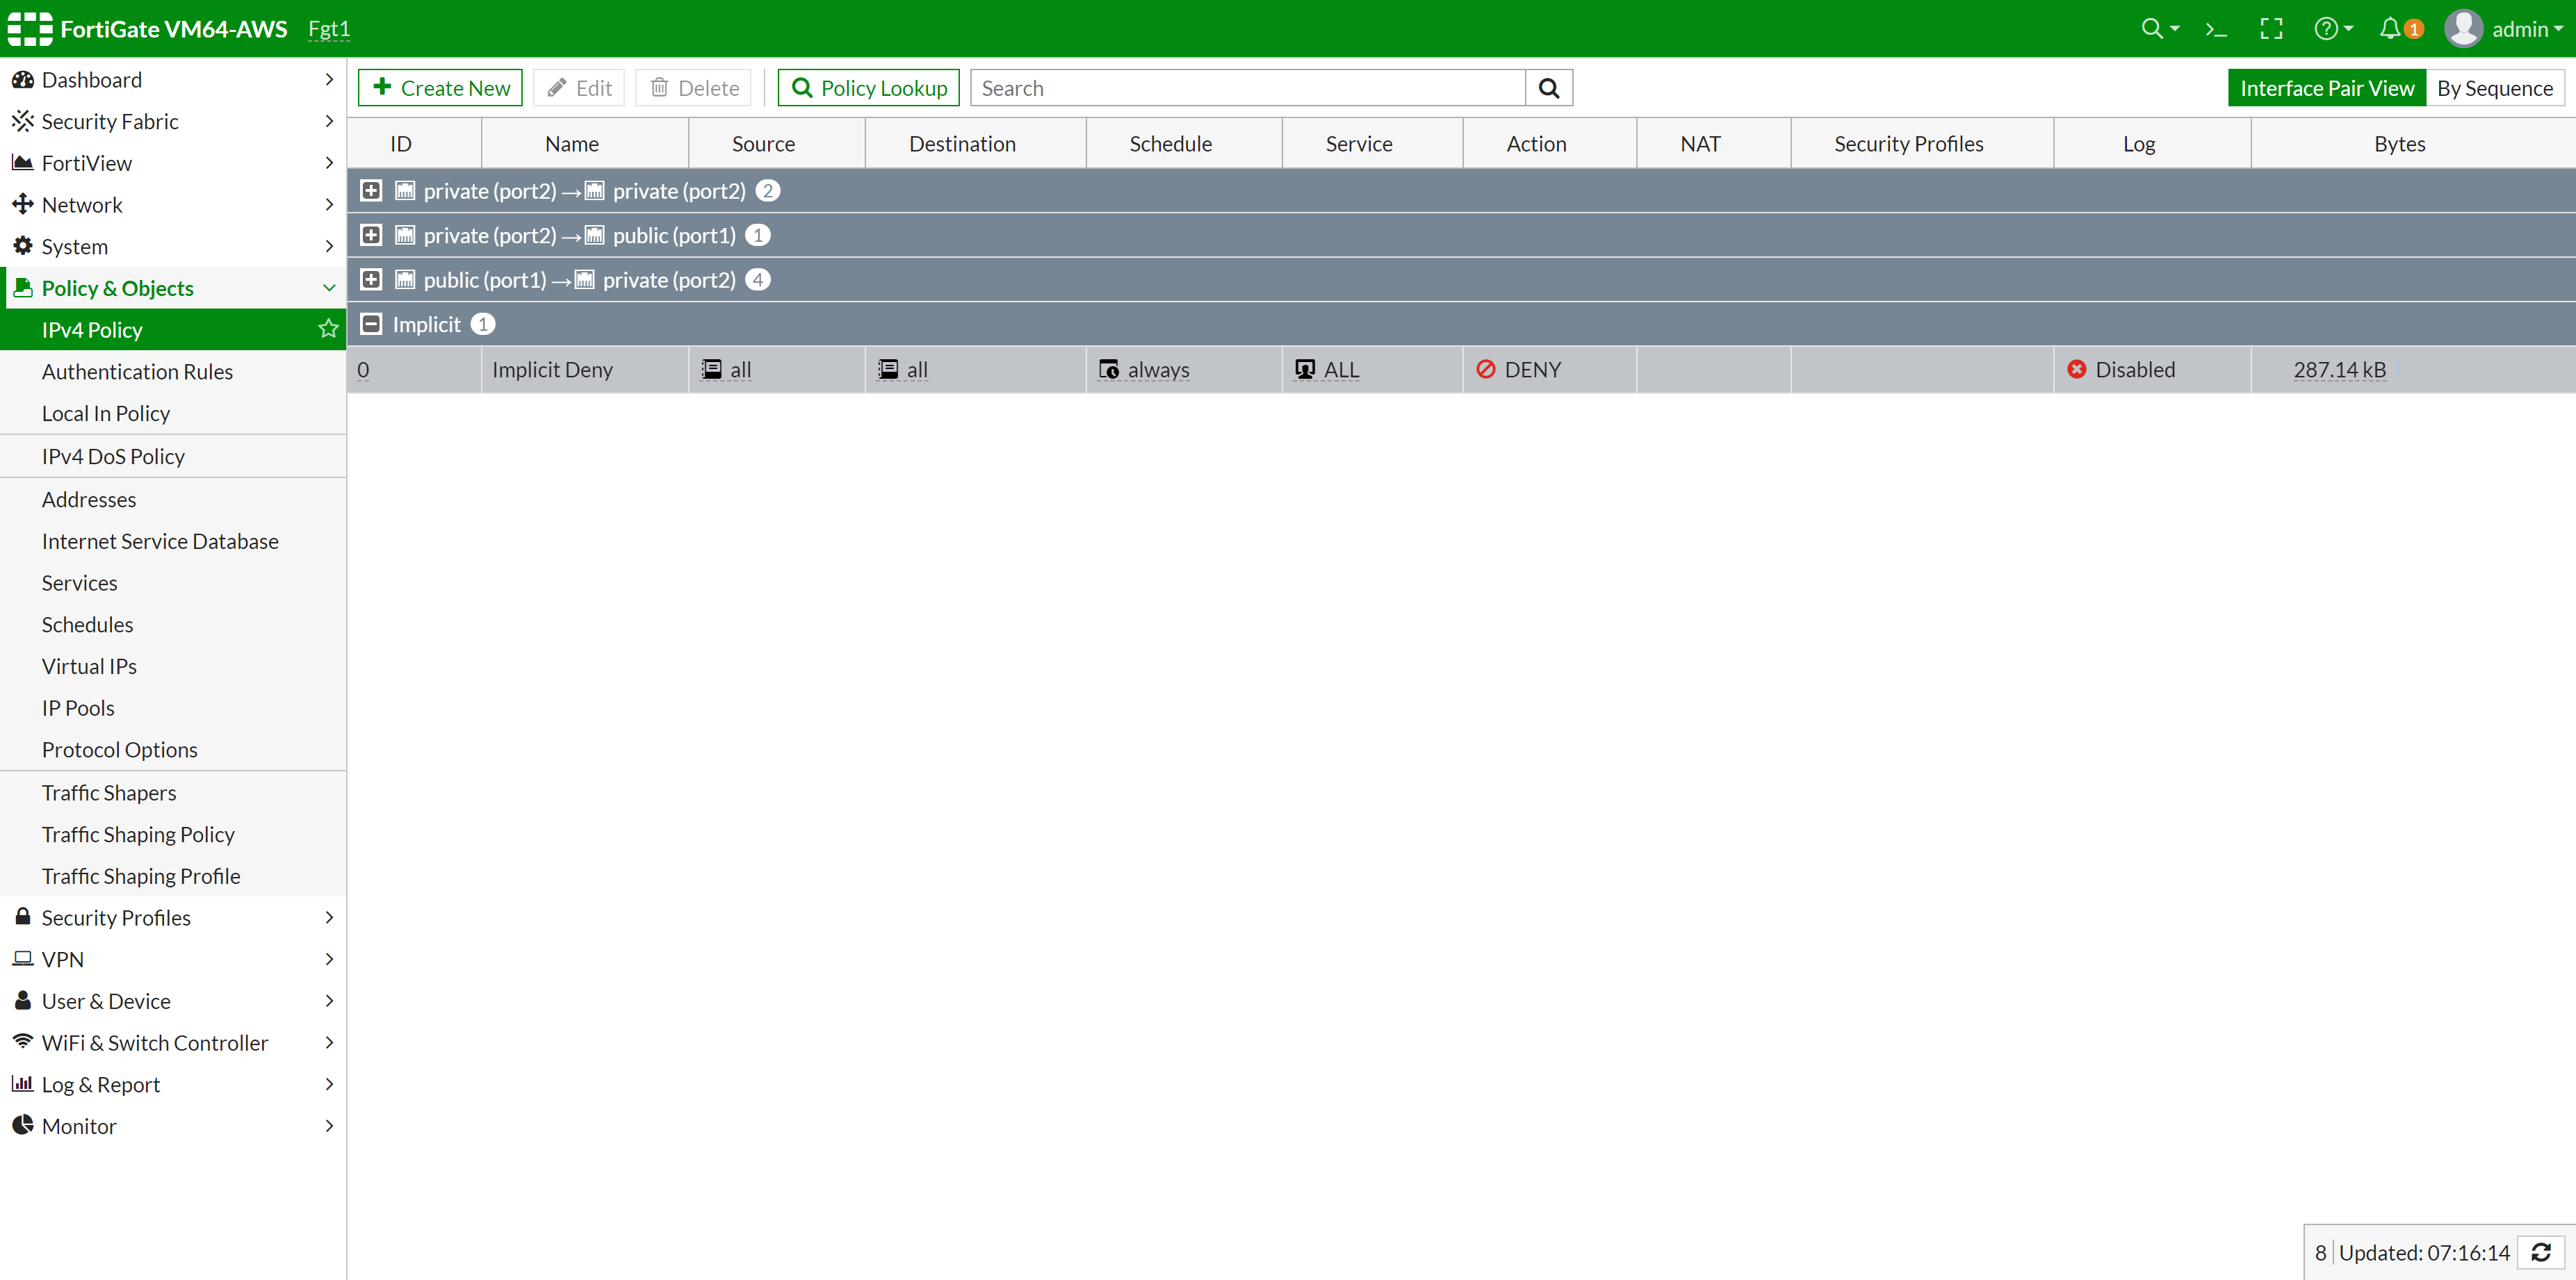 FortiGate VM64-AWS Fgt1
1 admin
Dashboard
Security Fabric
FortiView
Network
System
Policy & Objects
IPv4 Policy
Authentication Rules
Local In Policy
IPv4 DoS Policy
Addresses
Internet Service Database
Services
Schedules
Virtual IPs
IP Pools
Protocol Options
Traffic Shapers
Traffic Shaping Policy
Traffic Shaping Profile
Security Profiles
VPN
User & Device
WiFi & Switch Controller
Log & Report
Monitor
Create New Edit Delete Policy Lookup Search Interface Pair View By Sequence
ID Name Source Destination Schedule Service Action NAT Security Profiles Log Bytes
private (port2) → private (port2) 2
private (port2) → public (port1) 1
public (port1) → private (port2) 4
Implicit 1
0 Implicit Deny all all always ALL DENY Disabled 287.14 kB
8 Updated: 07:16:14